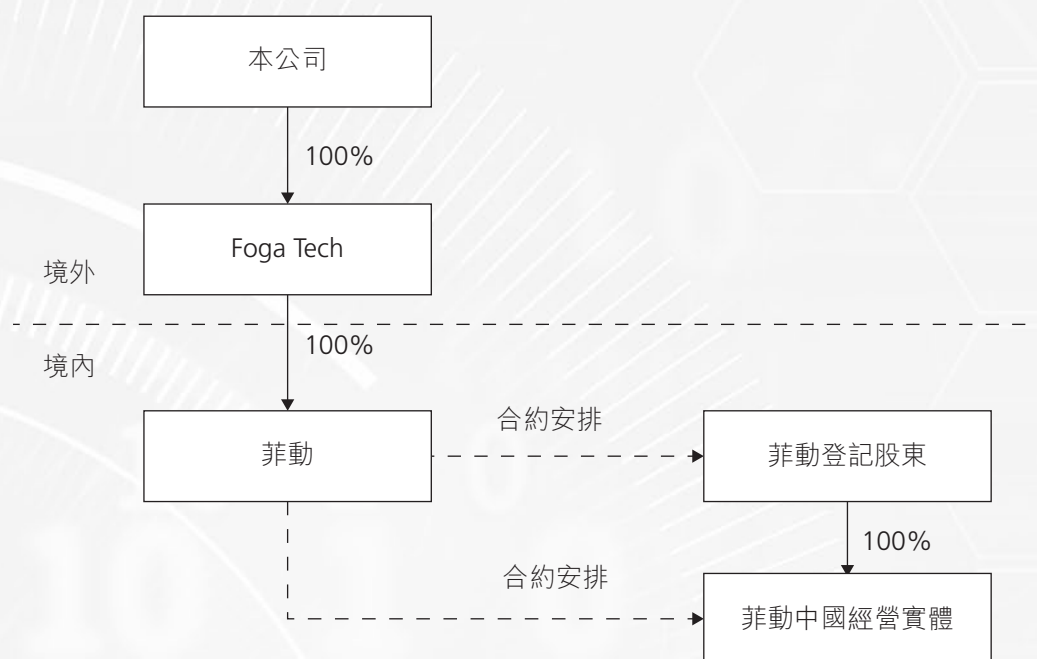 本公司
100%
Foga Tech
境外
100%
境內
合約安排
菲動
菲動登記股東
100%
合約安排
菲動中國經營實體